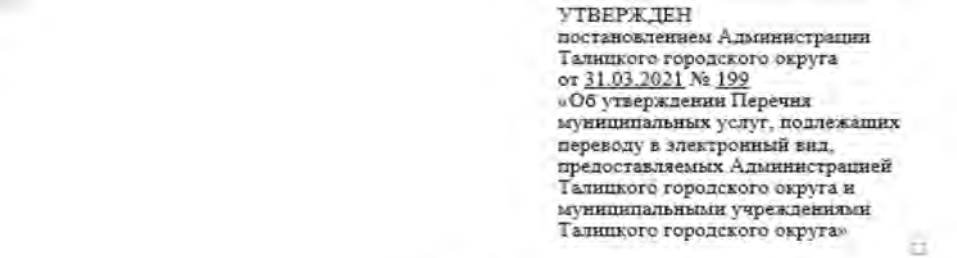 УТВЕРЖДЕН
постановлением Администрации
Талицкого городского округа
от 31.03.2021 № 199
«Об утверждении Перечня
муниципальных услуг, подлежащих
переводу в электронный вид,
предоставляемых Администрацией
Талицкого городского округа и
муниципальными учреждениями
Талицкого городского округа»